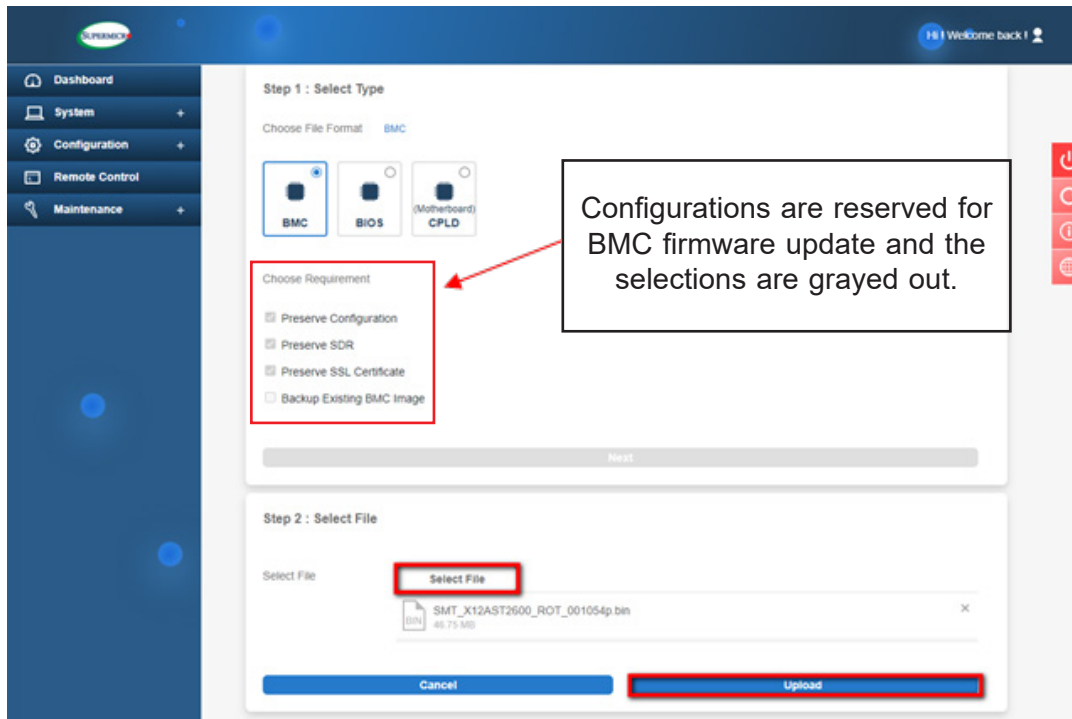 SUPERMICR
Hi ! Welcome back !
Dashboard
System +
Configuration +
Remote Control
Maintenance +
Step 1 : Select Type
Choose File Format BMC
BMC
BIOS
(Motherboard)
CPLD
Configurations are reserved for
BMC firmware update and the
selections are grayed out.
Choose Requirement
Preserve Configuration
Preserve SDR
Preserve SSL Certificate
Backup Existing BMC Image
Next
Step 2 : Select File
Select File
Select File
BIN
SMT_X12AST2600_ROT_001054p.bin
46.75 MB
Cancel
Upload